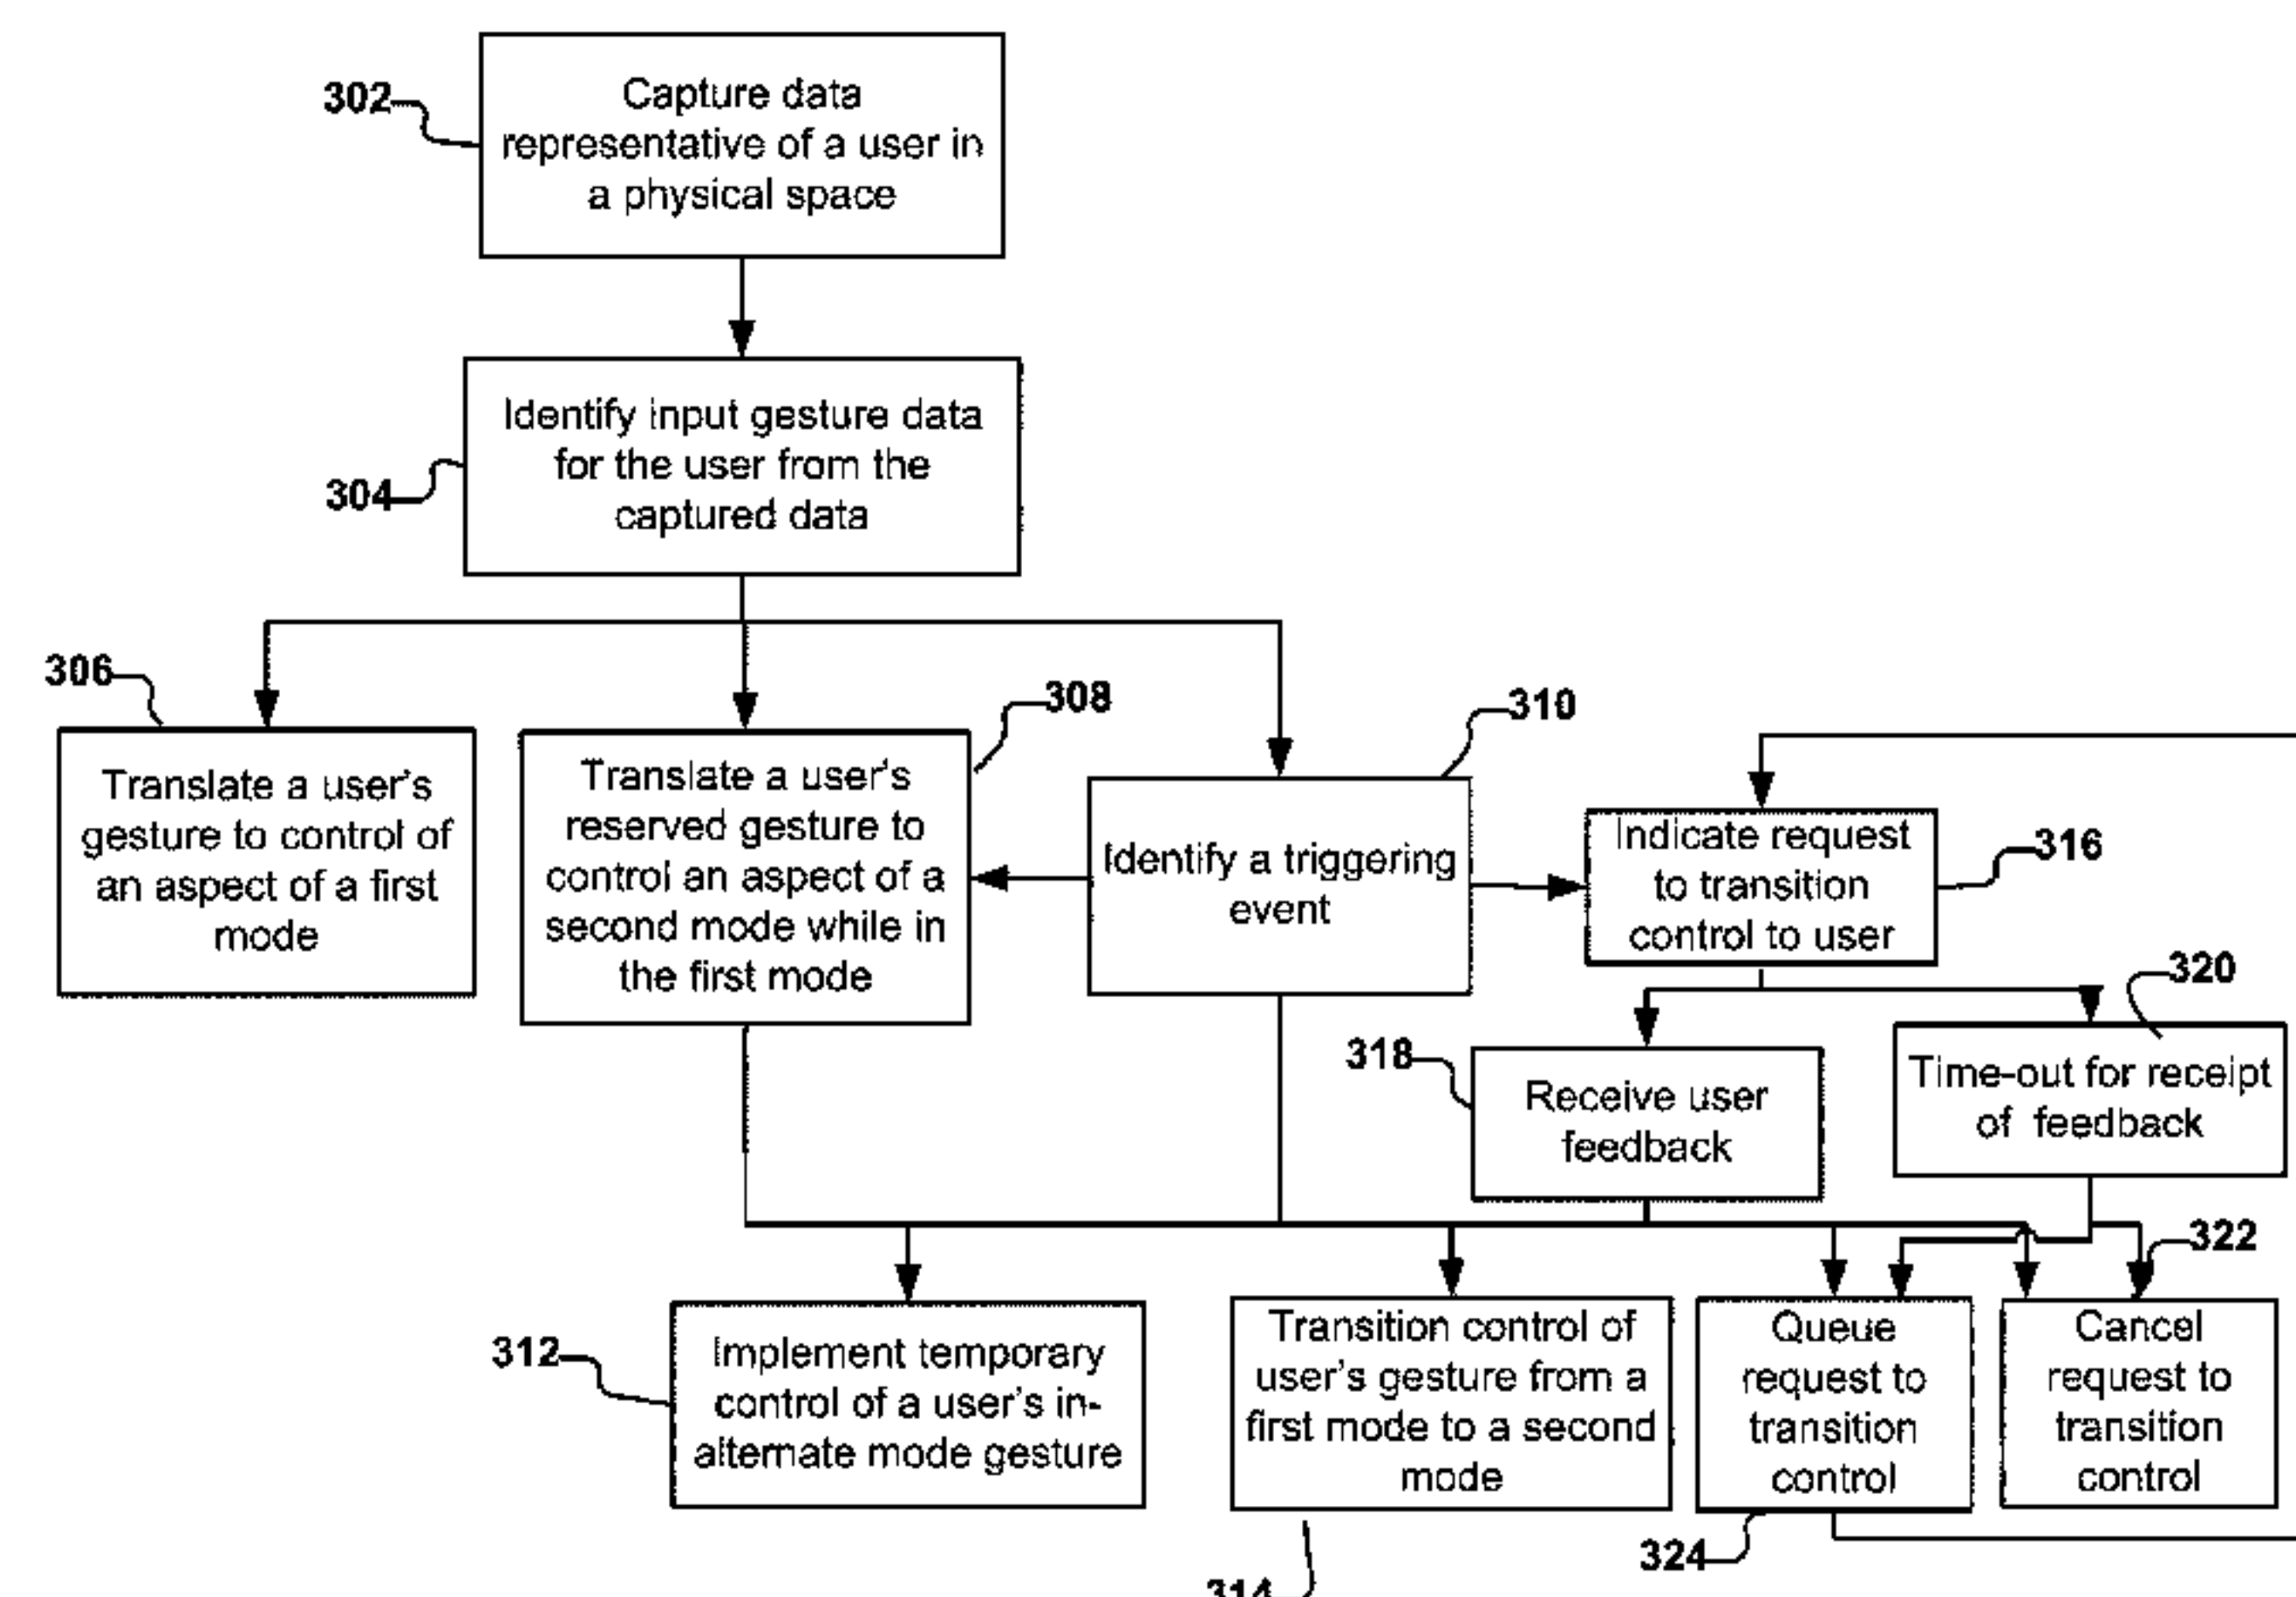 302
Capture data
representative of a user in
a physical space
304
Identify input gesture data
for the user from the
captured data
306
Translate a user's
gesture to control of
an aspect of a first
mode
308
Translate a user's
reserved gesture to
control an aspect of a
second mode while in
the first mode
310
Identify a triggering
event
316
Indicate request
to transition
control to user
318
Receive user
feedback
320
Time-out for receipt
of feedback
312
Implement temporary
control of a user's in-
alternate mode gesture
314
Transition control of
user's gesture from a
first mode to a second
mode
324
Queue
request to
transition
control
322
Cancel
request to
transition
control